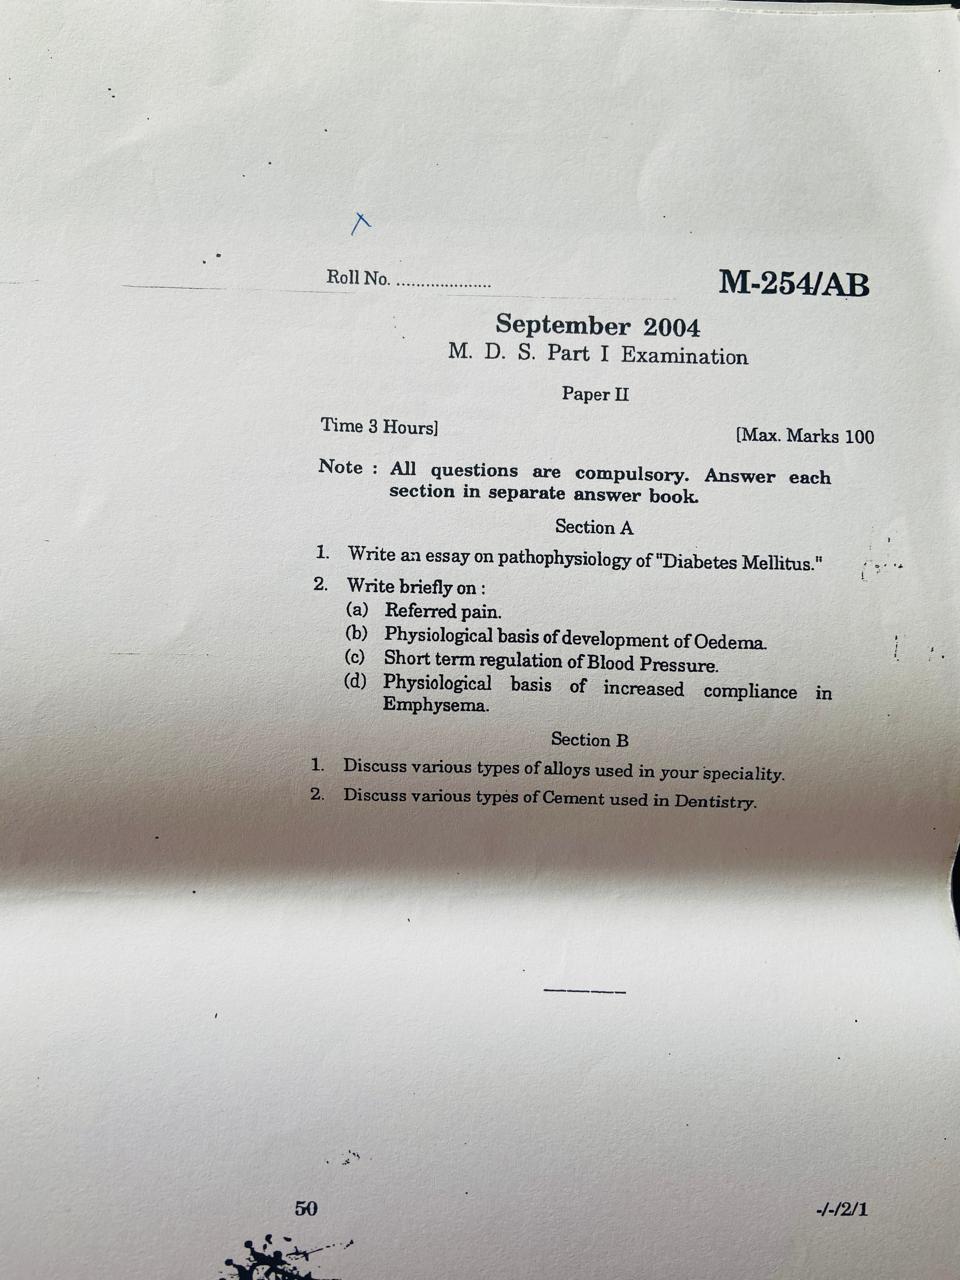 Roll No. ....................
M-254/AB
September 2004
M. D. S. Part I Examination
Paper II
Time 3 Hours]
[Max. Marks 100
Note : All questions are compulsory. Answer each
section in separate answer book.
Section A
1. Write an essay on pathophysiology of "Diabetes Mellitus."
2. Write briefly on :
(a) Referred pain.
(b) Physiological basis of development of Oedema.
(c) Short term regulation of Blood Pressure.
(d) Physiological basis of increased compliance in
Emphysema.
Section B
1. Discuss various types of alloys used in your speciality.
2. Discuss various types of Cement used in Dentistry.
50
-/-/2/1